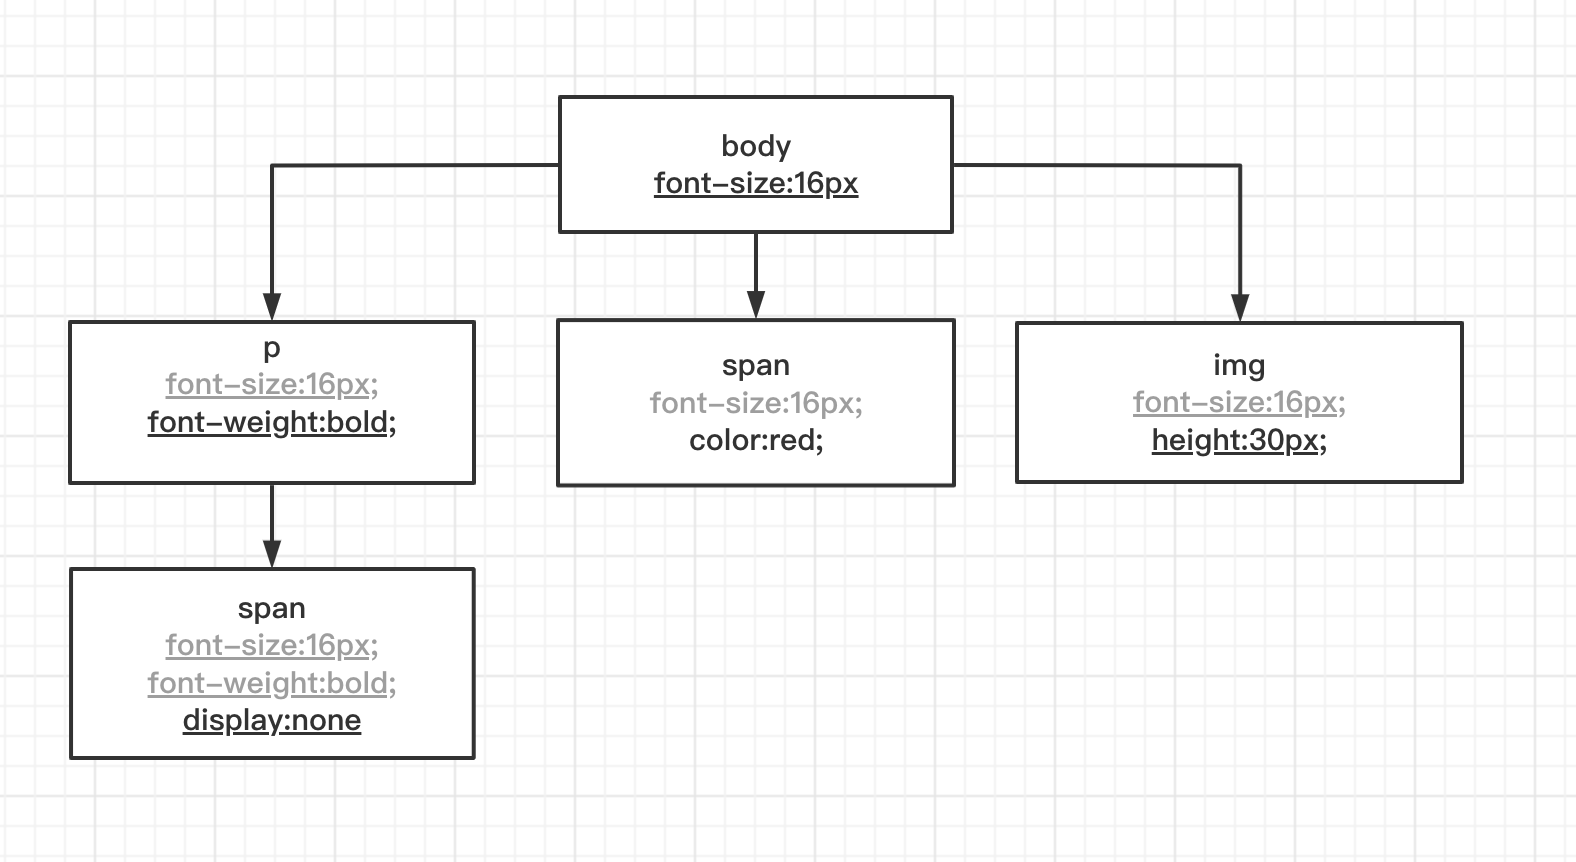 body
font-size:16px
p
font-size:16px;
font-weight:bold;
span
font-size:16px;
color:red;
img
font-size:16px;
height:30px;
span
font-size:16px;
font-weight:bold;
display:none